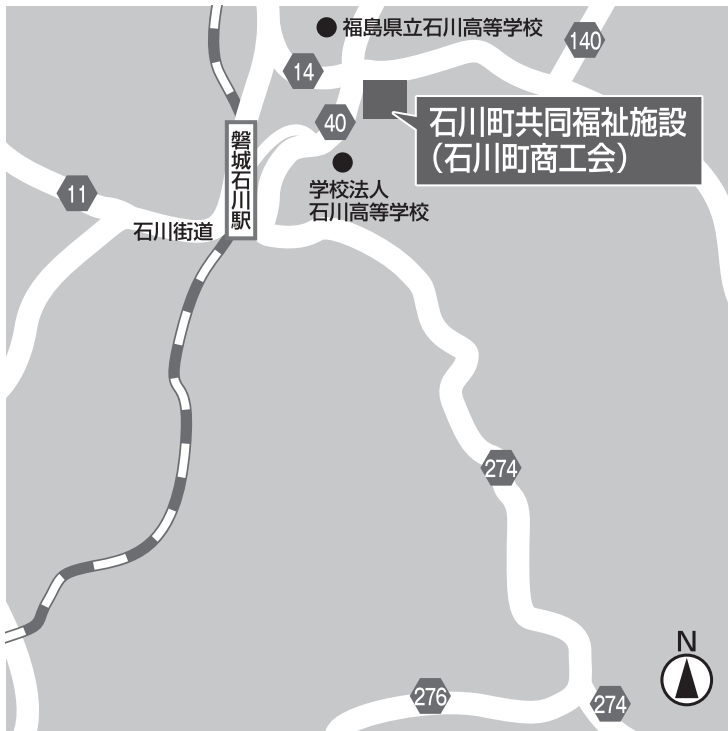 福島県立石川高等学校
140
14
40
石川町共同福祉施設
（石川町商工会）
磐城石川駅
学校法人
石川高等学校
11
石川街道
274
N
276
274